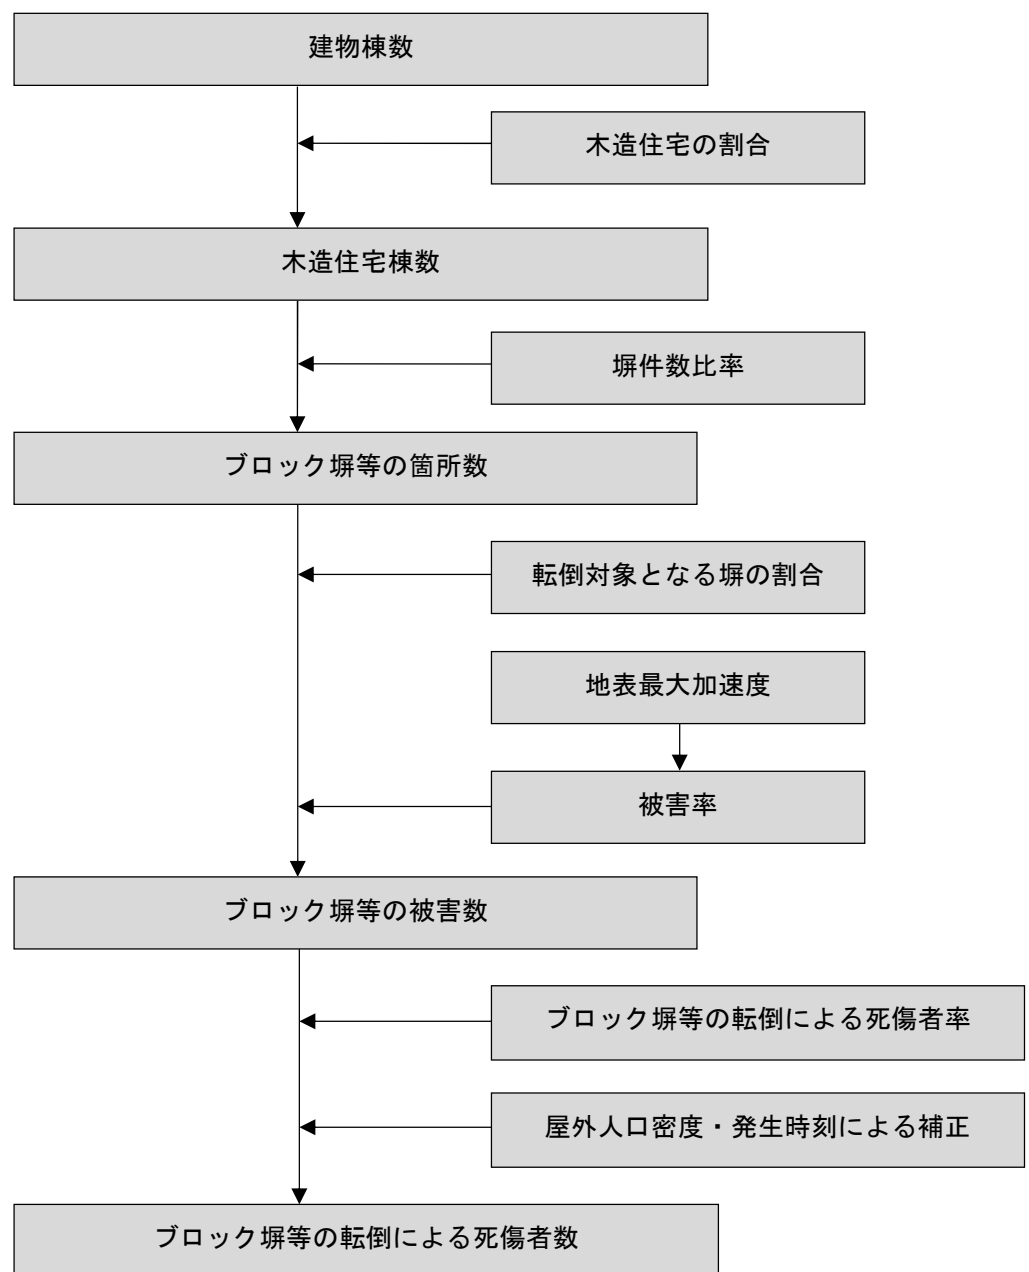 建物棟数
木造住宅の割合
木造住宅棟数
塀件数比率
ブロック塀等の箇所数
転倒対象となる塀の割合
地表最大加速度
被害率
ブロック塀等の被害数
ブロック塀等の転倒による死傷者率
屋外人口密度・発生時刻による補正
ブロック塀等の転倒による死傷者数